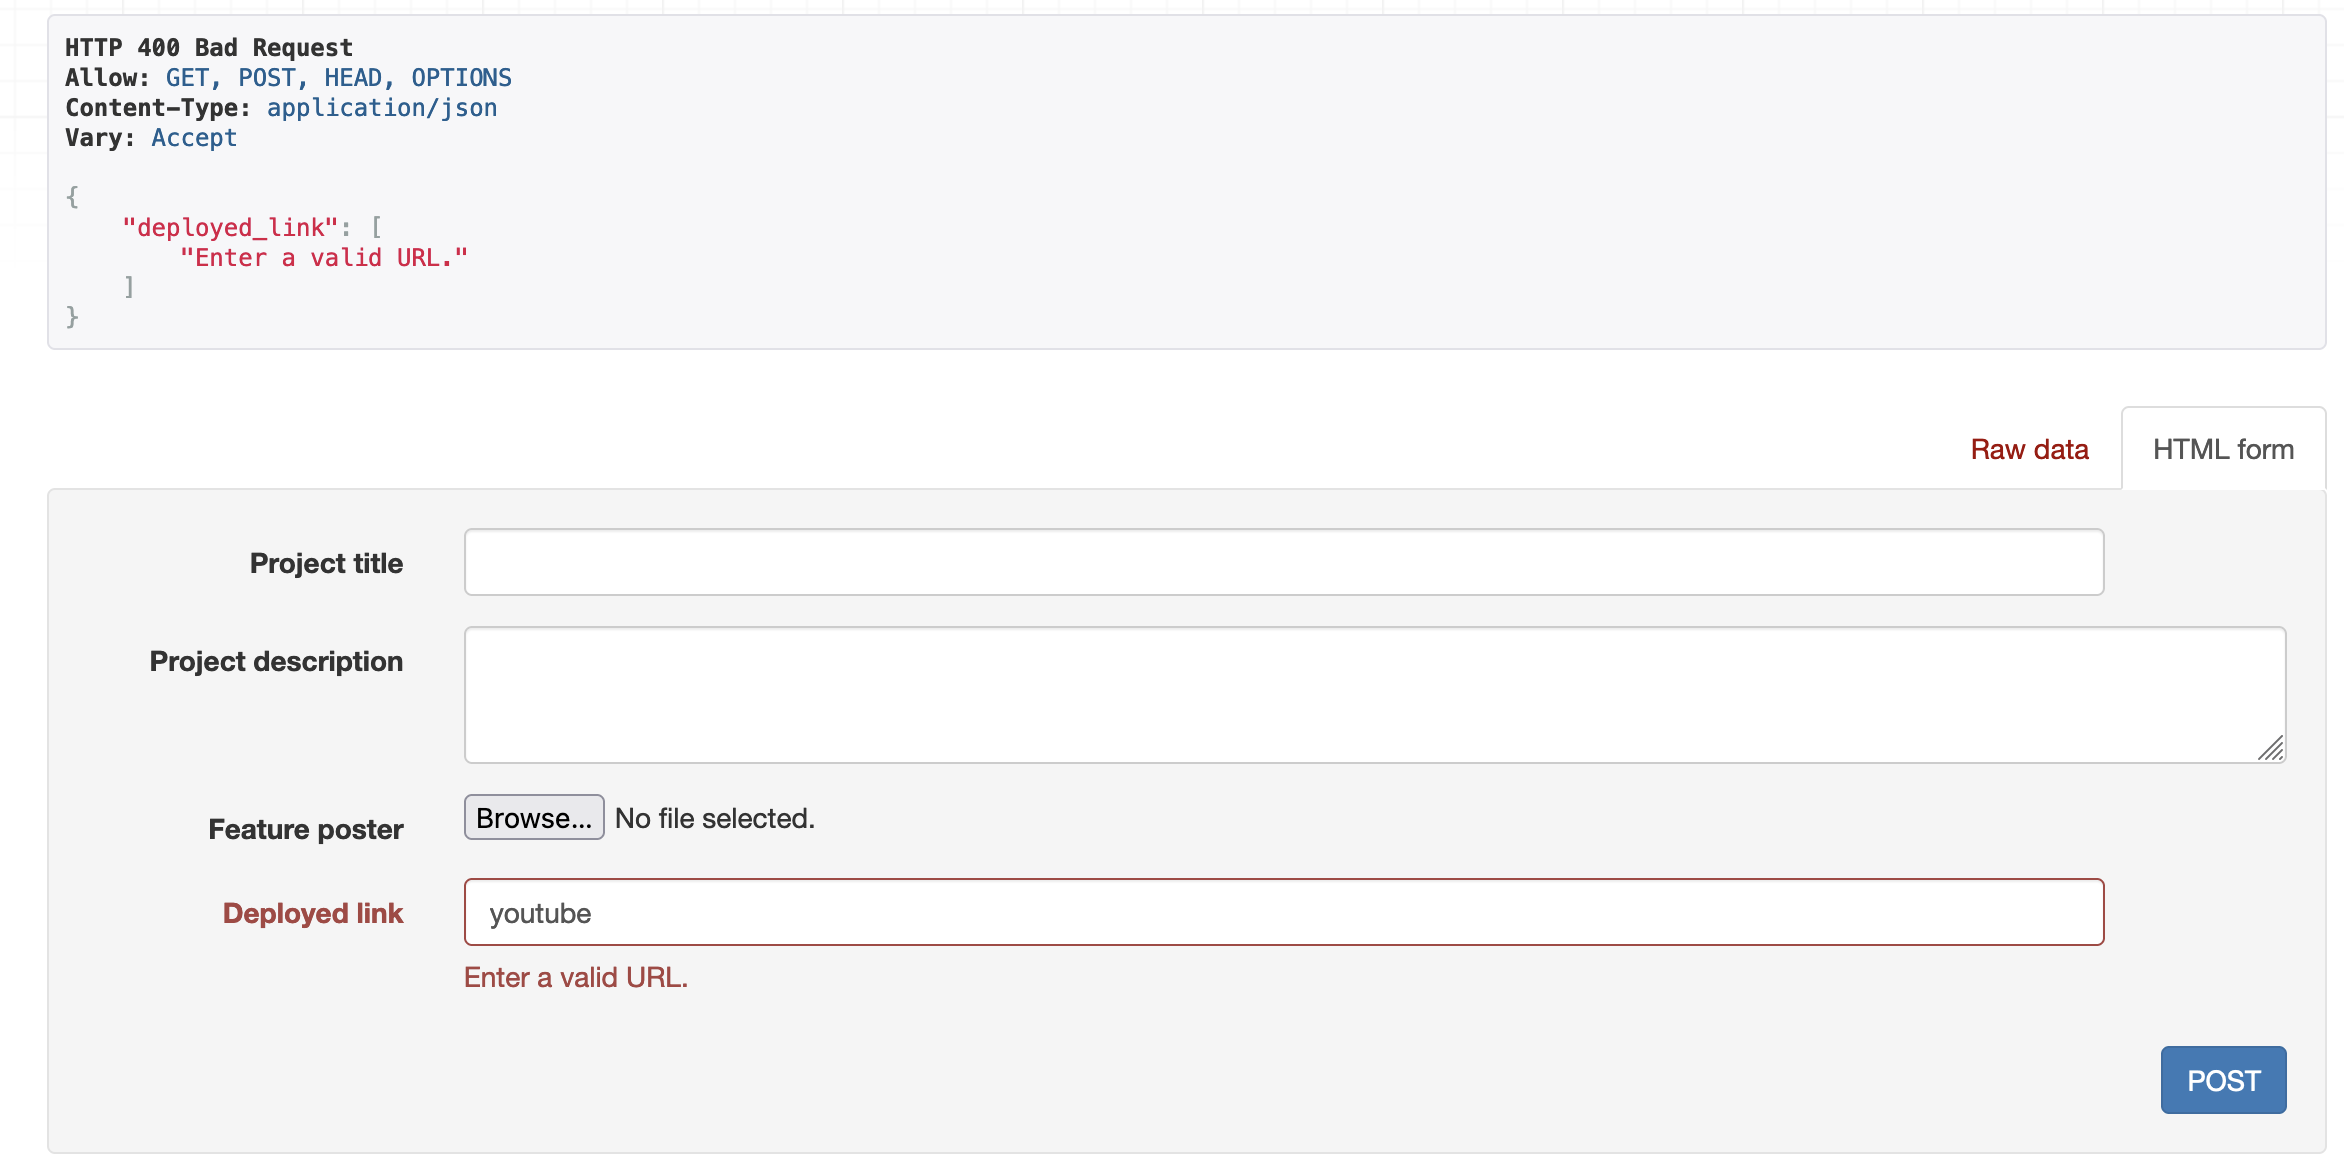 HTTP 400 Bad Request
Allow: GET, POST, HEAD, OPTIONS
Content-Type: application/json
Vary: Accept
{
"deployed_link": [
"Enter a valid URL."
]
}
Raw data
HTML form
Project title
Project description
Feature poster
Browse... No file selected.
Deployed link
youtube
Enter a valid URL.
POST